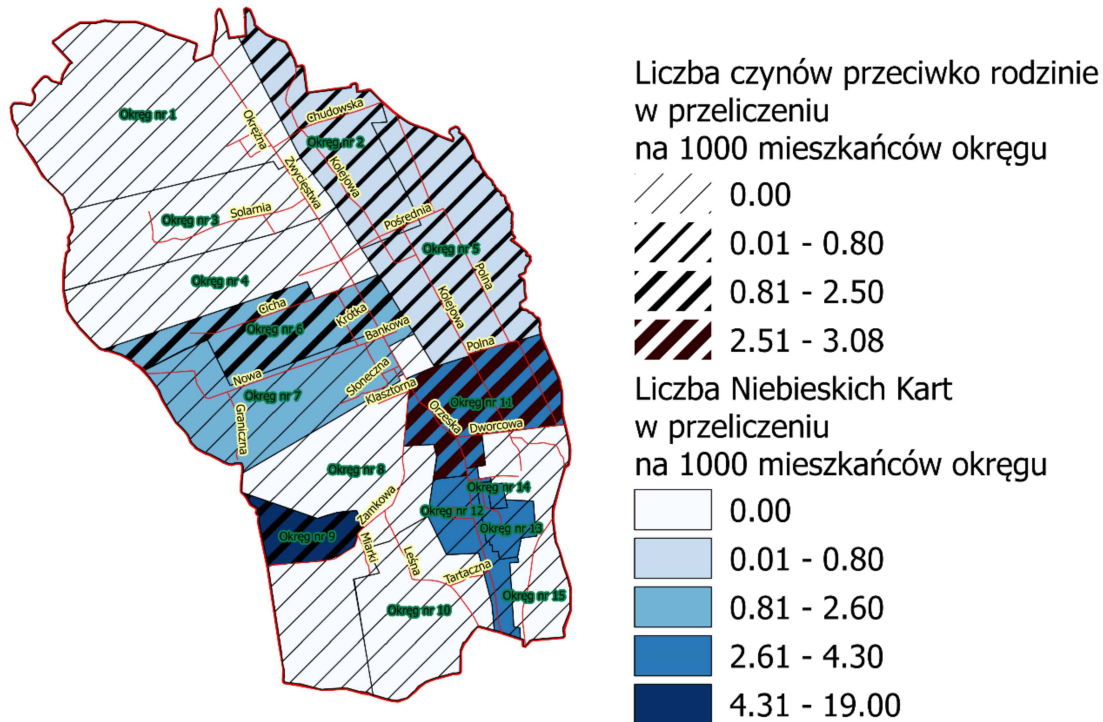 Okręg nr 1
Okrężna
Chudowska
Okręg nr 2
Kolejowa
Zwycięstwa
Solarnia
Okręg nr 3
Pośrednia
Okręg nr 5
Polna
Okręg nr 4
Cicha
Okręg nr 6
Krótka
Bankowa
Kolejowa
Polna
Nowa
Słoneczna
Klasztorna
Okręg nr 7
Graniczna
Okręg nr 11
Orzeska
Dworcowa
Okręg nr 8
Zamkowa
Okręg nr 14
Okręg nr 12
Okręg nr 13
Okręg nr 9
Miarki
Leśna
Tartaczna
Okręg nr 10
Okręg nr 15
Liczba czynów przeciwko rodzinie
w przeliczeniu
na 1000 mieszkańców okręgu
0.00
0.01 - 0.80
0.81 - 2.50
2.51 - 3.08
Liczba Niebieskich Kart
w przeliczeniu
na 1000 mieszkańców okręgu
0.00
0.01 - 0.80
0.81 - 2.60
2.61 - 4.30
4.31 - 19.00